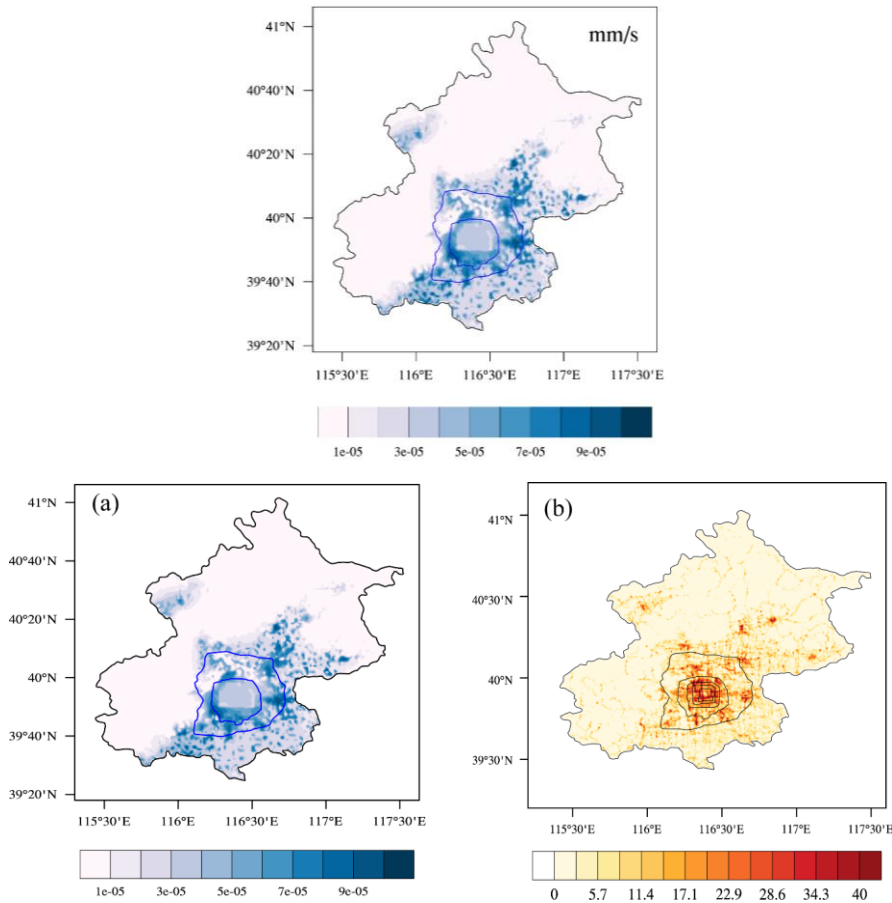 mm/s
41°N
40°40'N
40°20'N
40°N
39°40'N
39°20'N
115°30'E 116°E 116°30'E 117°E 117°30'E
1e-05 3e-05 5e-05 7e-05 9e-05
(a)
41°N
40°40'N
40°20'N
40°N
39°40'N
39°20'N
115°30'E 116°E 116°30'E 117°E 117°30'E
1e-05 3e-05 5e-05 7e-05 9e-05
(b)
41°N
40°30'N
40°N
39°30'N
115°30'E 116°E 116°30'E 117°E 117°30'E
0 5.7 11.4 17.1 22.9 28.6 34.3 40